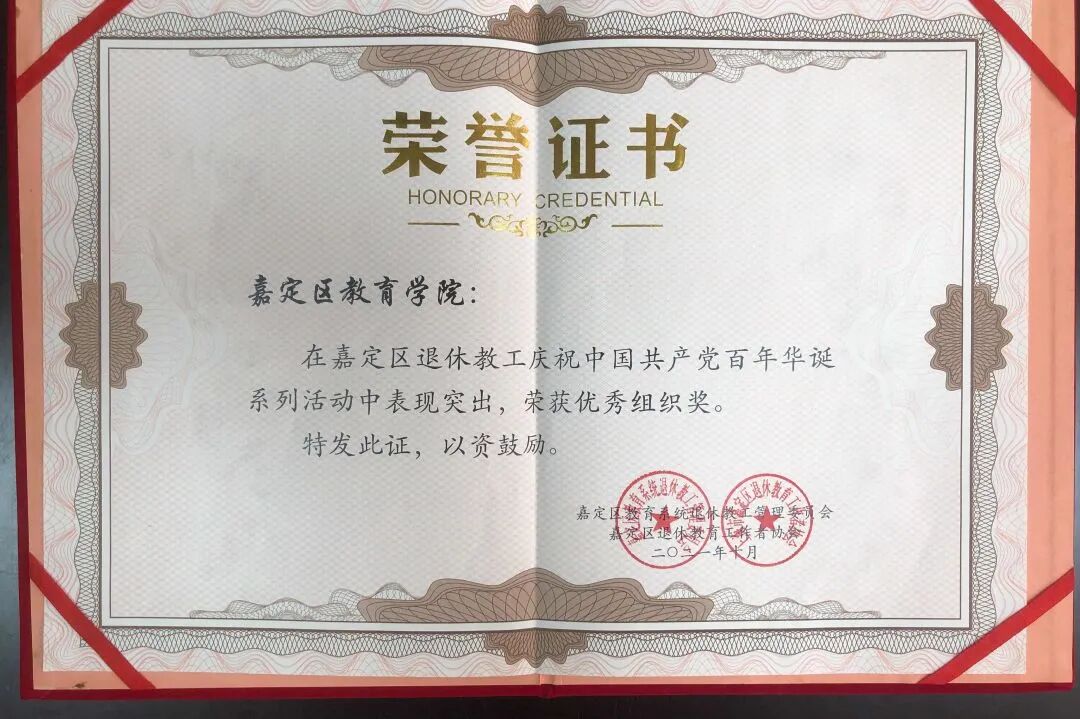 荣誉证书
HONORARY CREDENTIAL
嘉定区教育学院：
在嘉定区退休教工庆祝中国共产党百年华诞
系列活动中表现突出，荣获优秀组织奖。
特发此证，以资鼓励。
嘉定区教育系统退休教工管理委员会
嘉定区退休教育工作者协会
二〇二一年十月